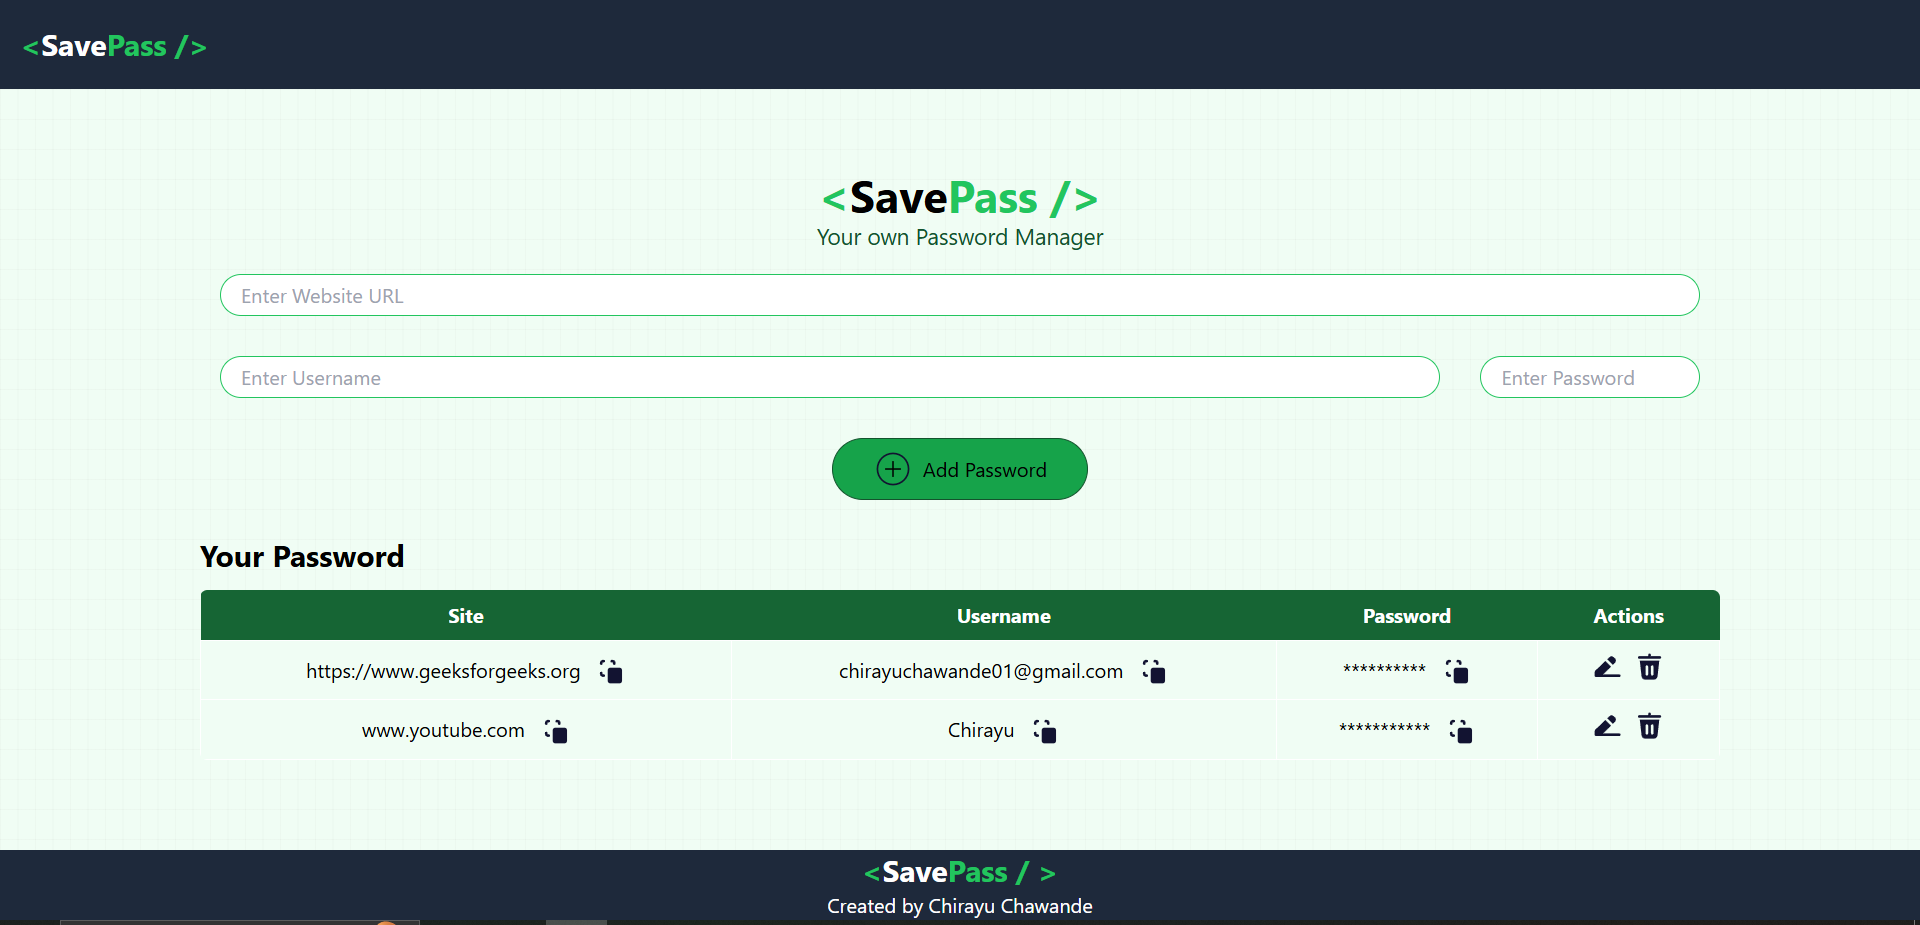 <SavePass />
<SavePass />
Your own Password Manager
Enter Website URL
Enter Username Enter Password
Add Password
Your Password
Site Username Password Actions
https://www.geeksforgeeks.org chirayuchawande01@gmail.com **********
www.youtube.com Chirayu ***********
<SavePass / >
Created by Chirayu Chawande